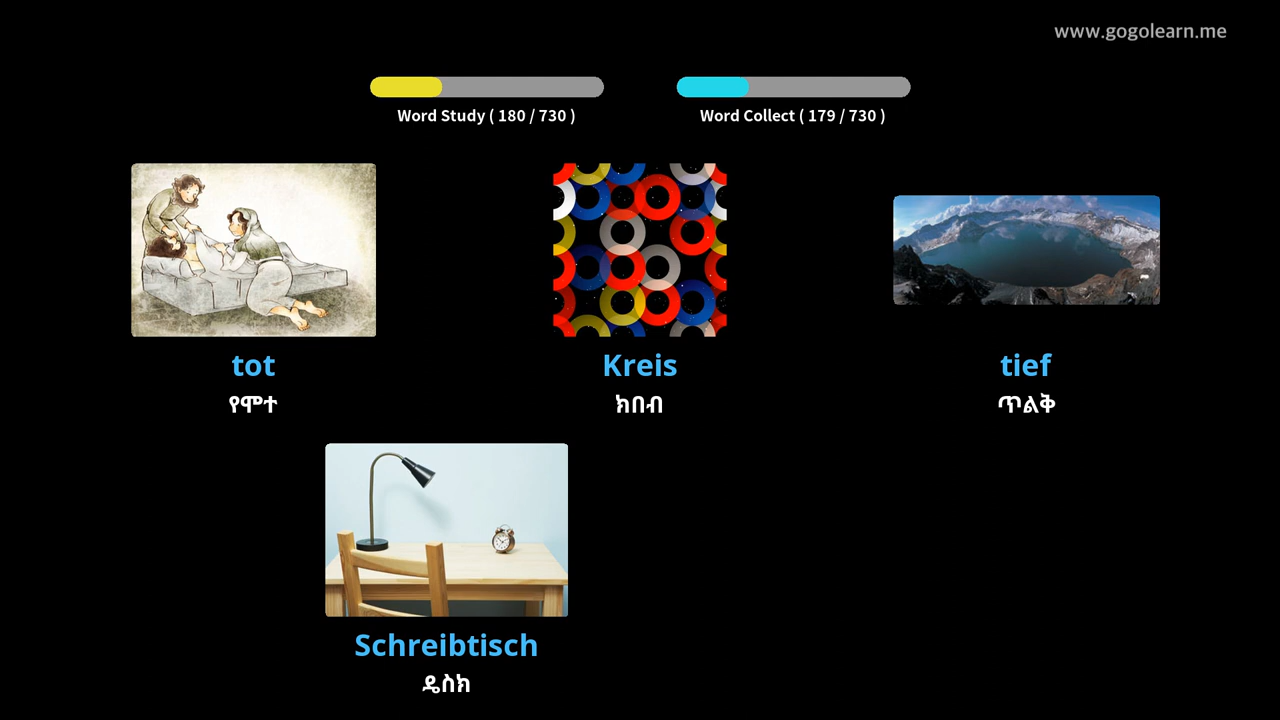 www.gogolearn.me
Word Study ( 180 / 730 )
Word Collect ( 179 / 730 )
tot
የሞተ
Kreis
ክበብ
tief
ጥልቅ
Schreibtisch
ዴስክ